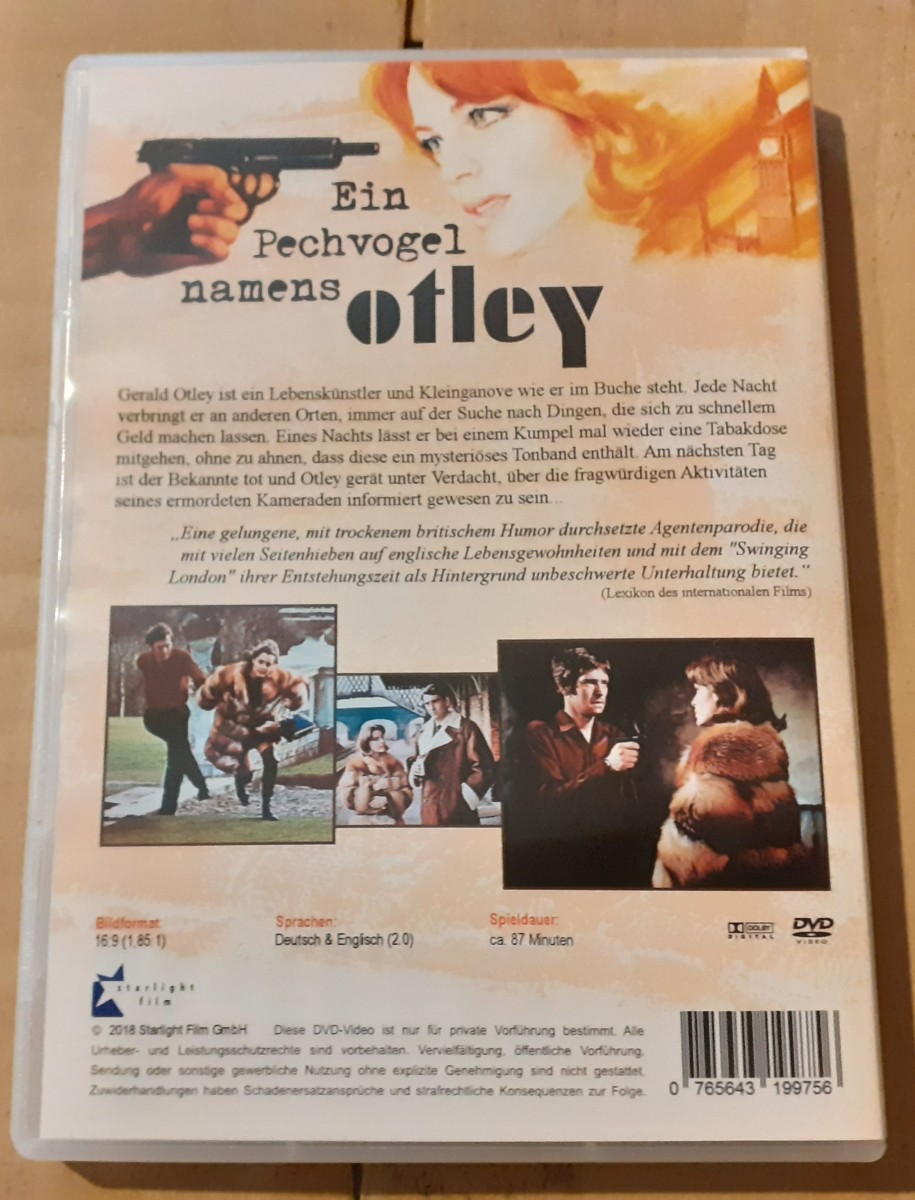 Ein
Pechvogel
namens otley
Gerald Otley ist ein Lebenskünstler und Kleinganove wie er im Buche steht. Jede Nacht
verbringt er an anderen Orten, immer auf der Suche nach Dingen, die sich zu schnellem
Geld machen lassen. Eines Nachts lässt er bei einem Kumpel mal wieder eine Tabakdose
mitgehen, ohne zu ahnen, dass diese ein mysteriöses Tonband enthält. Am nächsten Tag
ist der Bekannte tot und Otley gerät unter Verdacht, über die fragwürdigen Aktivitäten
seines ermordeten Kameraden informiert gewesen zu sein...
„Eine gelungene, mit trockenem britischem Humor durchsetzte Agentenparodie, die
mit vielen Seitenhieben auf englische Lebensgewohnheiten und mit dem "Swinging
London" ihrer Entstehungszeit als Hintergrund unbeschwerte Unterhaltung bietet.“
(Lexikon des internationalen Films)
Bildformat: Sprachen: Spieldauer:
16:9 (1,85:1) Deutsch & Englisch (2.0) ca. 87 Minuten
DOLBY DIGITAL DVD VIDEO
starlight
film
© 2018 Starlight Film GmbH Diese DVD-Video ist nur für private Vorführung bestimmt. Alle
Urheber- und Leistungsschutzrechte sind vorbehalten. Vervielfältigung, öffentliche Vorführung,
Sendung oder sonstige gewerbliche Nutzung ohne explizite Genehmigung sind nicht gestattet.
Zuwiderhandlungen haben Schadenersatzansprüche und strafrechtliche Konsequenzen zur Folge.
0 765643 199756